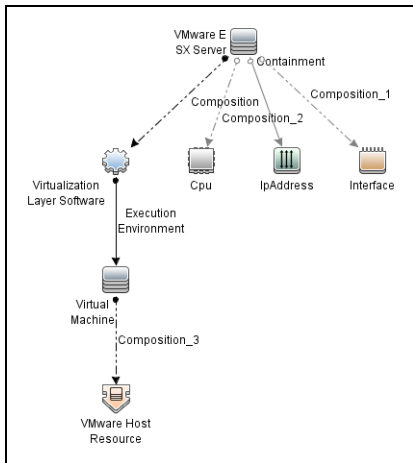 VMware E
SX Server
Containment
Composition
Composition_2
Composition_1
Virtualization
Layer Software
Cpu
IpAddress
Interface
Execution
Environment
Virtual
Machine
Composition_3
VMware Host
Resource